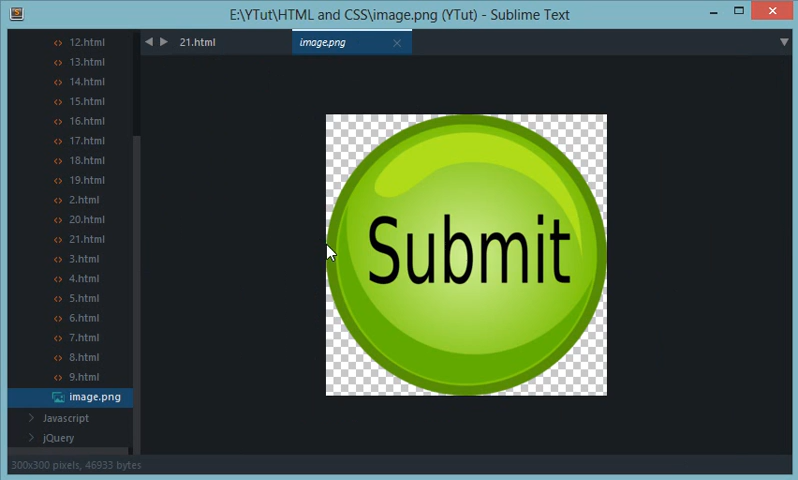 E:\YTut\HTML and CSS\image.png (YTut) - Sublime Text
21.html
image.png
12.html
13.html
14.html
15.html
16.html
17.html
18.html
19.html
2.html
20.html
21.html
3.html
4.html
5.html
6.html
7.html
8.html
9.html
image.png
Javascript
jQuery
Submit
300x300 pixels, 46933 bytes